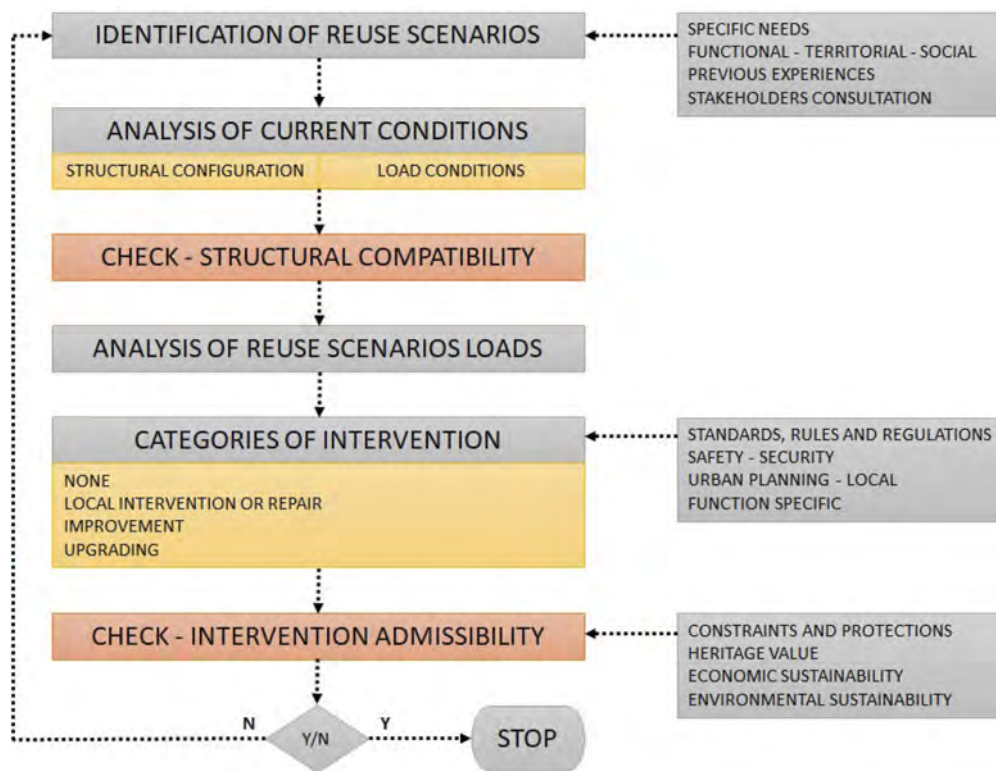 IDENTIFICATION OF REUSE SCENARIOS
SPECIFIC NEEDS
FUNCTIONAL - TERRITORIAL - SOCIAL
PREVIOUS EXPERIENCES
STAKEHOLDERS CONSULTATION
ANALYSIS OF CURRENT CONDITIONS
STRUCTURAL CONFIGURATION
LOAD CONDITIONS
CHECK - STRUCTURAL COMPATIBILITY
ANALYSIS OF REUSE SCENARIOS LOADS
CATEGORIES OF INTERVENTION
NONE
LOCAL INTERVENTION OR REPAIR
IMPROVEMENT
UPGRADING
STANDARDS, RULES AND REGULATIONS
SAFETY - SECURITY
URBAN PLANNING - LOCAL
FUNCTION SPECIFIC
CHECK - INTERVENTION ADMISSIBILITY
CONSTRAINTS AND PROTECTIONS
HERITAGE VALUE
ECONOMIC SUSTAINABILITY
ENVIRONMENTAL SUSTAINABILITY
N
Y/N
Y
STOP